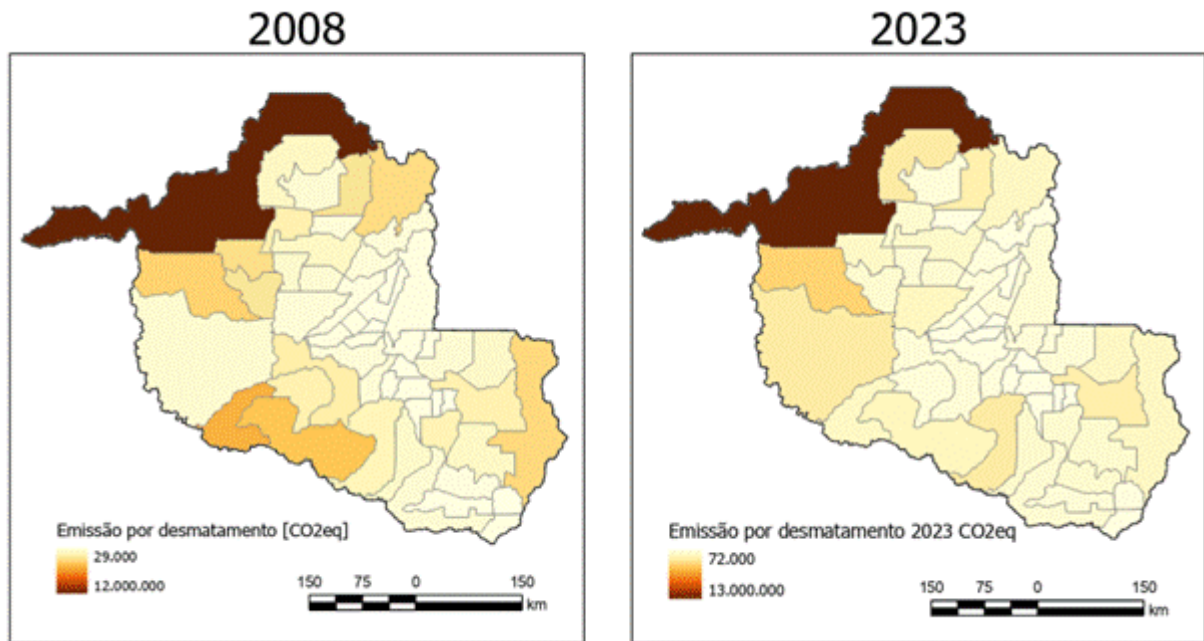 2008
Emissão por desmatamento [CO2eq]
29.000
12.000.000
150 75 0 150
km
2023
Emissão por desmatamento 2023 CO2eq
72.000
13.000.000
150 75 0 150
km